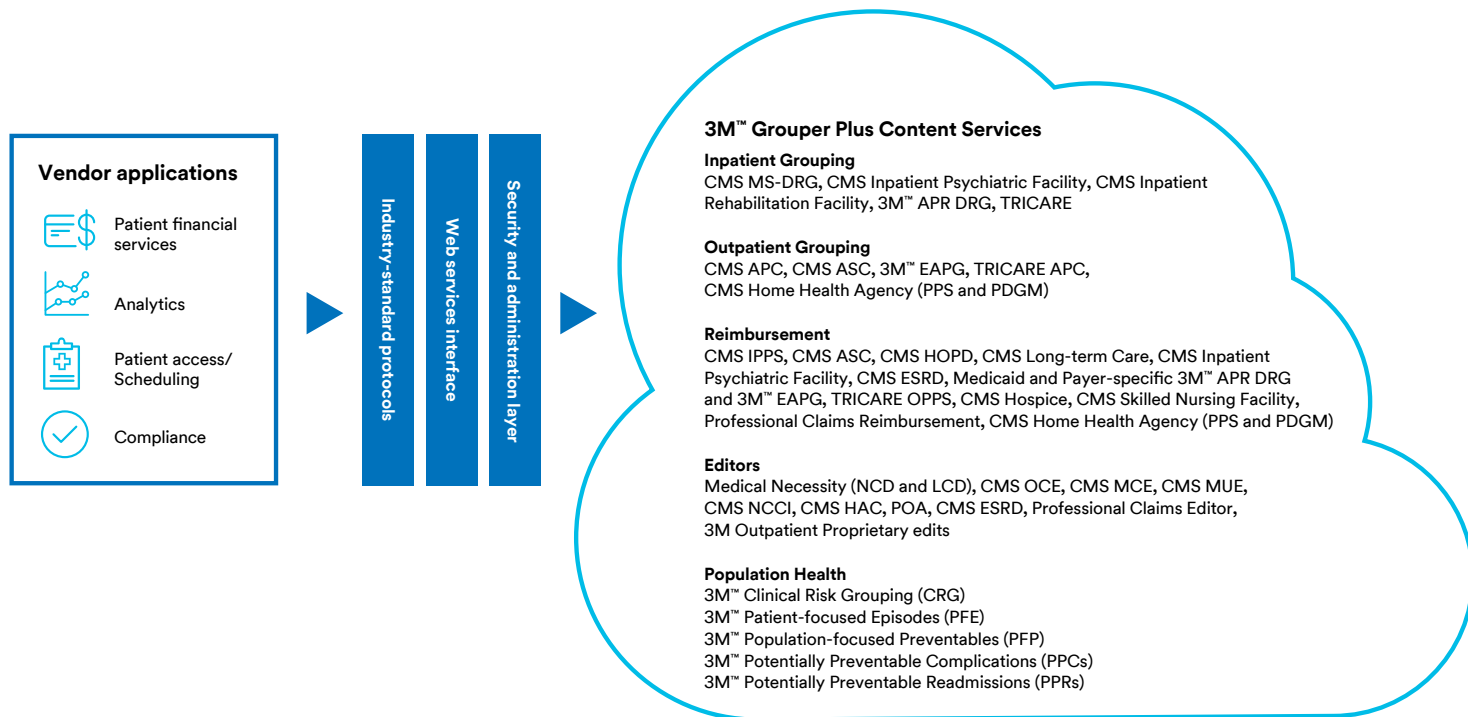 Vendor applications
Patient financial
services
Analytics
Patient access/
Scheduling
Compliance
Industry-standard protocols
Web services interface
Security and administration layer
3M™ Grouper Plus Content Services
Inpatient Grouping
CMS MS-DRG, CMS Inpatient Psychiatric Facility, CMS Inpatient
Rehabilitation Facility, 3M™ APR DRG, TRICARE
Outpatient Grouping
CMS APC, CMS ASC, 3M™ EAPG, TRICARE APC,
CMS Home Health Agency (PPS and PDGM)
Reimbursement
CMS IPPS, CMS ASC, CMS HOPD, CMS Long-term Care, CMS Inpatient
Psychiatric Facility, CMS ESRD, Medicaid and Payer-specific 3M™ APR DRG
and 3M™ EAPG, TRICARE OPPS, CMS Hospice, CMS Skilled Nursing Facility,
Professional Claims Reimbursement, CMS Home Health Agency (PPS and PDGM)
Editors
Medical Necessity (NCD and LCD), CMS OCE, CMS MCE, CMS MUE,
CMS NCCI, CMS HAC, POA, CMS ESRD, Professional Claims Editor,
3M Outpatient Proprietary edits
Population Health
3M™ Clinical Risk Grouping (CRG)
3M™ Patient-focused Episodes (PFE)
3M™ Population-focused Preventables (PFP)
3M™ Potentially Preventable Complications (PPCs)
3M™ Potentially Preventable Readmissions (PPRs)